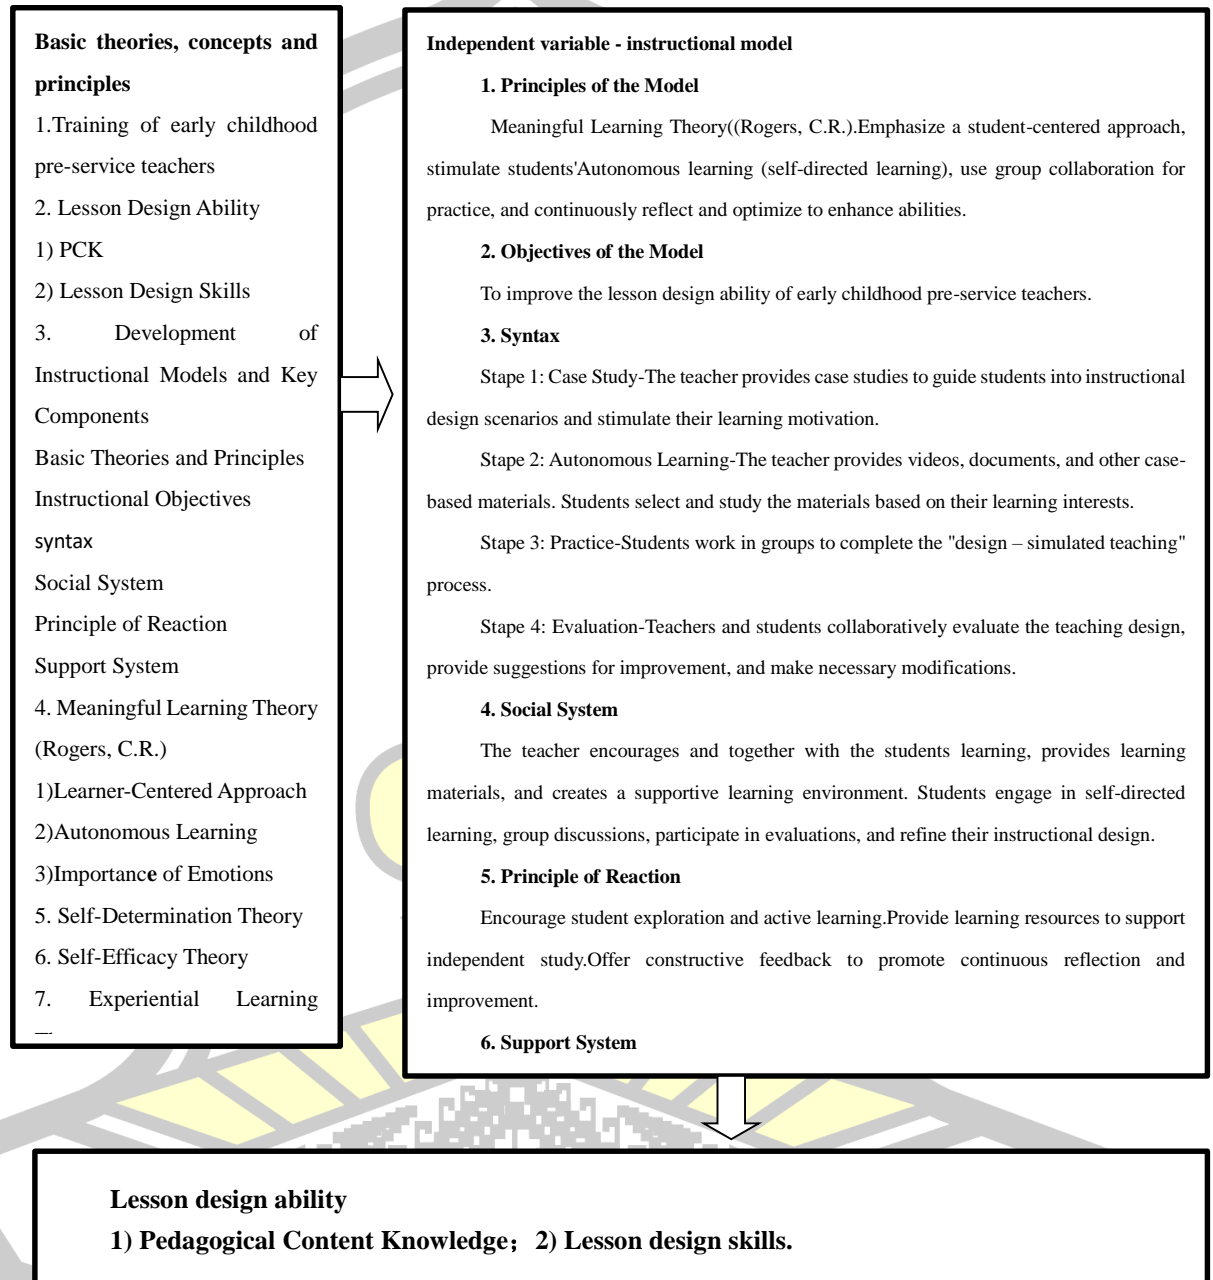 Basic theories, concepts and
principles
1.Training of early childhood
pre-service teachers
2. Lesson Design Ability
1) PCK
2) Lesson Design Skills
3. Development of
Instructional Models and Key
Components
Basic Theories and Principles
Instructional Objectives
syntax
Social System
Principle of Reaction
Support System
4. Meaningful Learning Theory
(Rogers, C.R.)
1)Learner-Centered Approach
2)Autonomous Learning
3)Importance of Emotions
5. Self-Determination Theory
6. Self-Efficacy Theory
7. Experiential Learning
Independent variable - instructional model
1. Principles of the Model
Meaningful Learning Theory((Rogers, C.R.).Emphasize a student-centered approach,
stimulate students'Autonomous learning (self-directed learning), use group collaboration for
practice, and continuously reflect and optimize to enhance abilities.
2. Objectives of the Model
To improve the lesson design ability of early childhood pre-service teachers.
3. Syntax
Stape 1: Case Study-The teacher provides case studies to guide students into instructional
design scenarios and stimulate their learning motivation.
Stape 2: Autonomous Learning-The teacher provides videos, documents, and other case-
based materials. Students select and study the materials based on their learning interests.
Stape 3: Practice-Students work in groups to complete the "design – simulated teaching"
process.
Stape 4: Evaluation-Teachers and students collaboratively evaluate the teaching design,
provide suggestions for improvement, and make necessary modifications.
4. Social System
The teacher encourages and together with the students learning, provides learning
materials, and creates a supportive learning environment. Students engage in self-directed
learning, group discussions, participate in evaluations, and refine their instructional design.
5. Principle of Reaction
Encourage student exploration and active learning.Provide learning resources to support
independent study.Offer constructive feedback to promote continuous reflection and
improvement.
6. Support System
Lesson design ability
1) Pedagogical Content Knowledge；2) Lesson design skills.